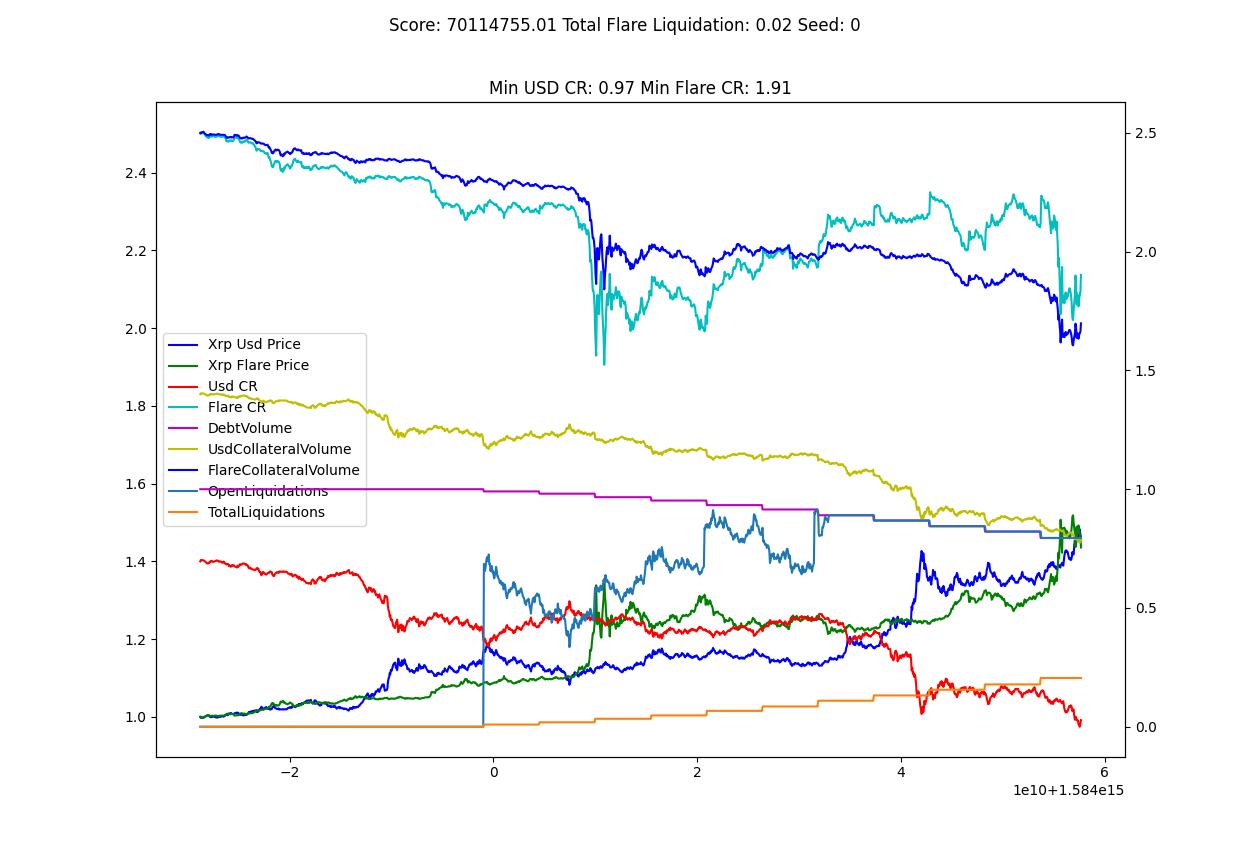 Score: 70114755.01 Total Flare Liquidation: 0.02 Seed: 0
Min USD CR: 0.97 Min Flare CR: 1.91
2.4
2.2
2.0
1.8
1.6
1.4
1.2
1.0
Xrp Usd Price
Xrp Flare Price
Usd CR
Flare CR
DebtVolume
UsdCollateralVolume
FlareCollateralVolume
OpenLiquidations
TotalLiquidations
2.5
2.0
1.5
1.0
0.5
0.0
−2 0 2 4 6
1e10+1.584e15